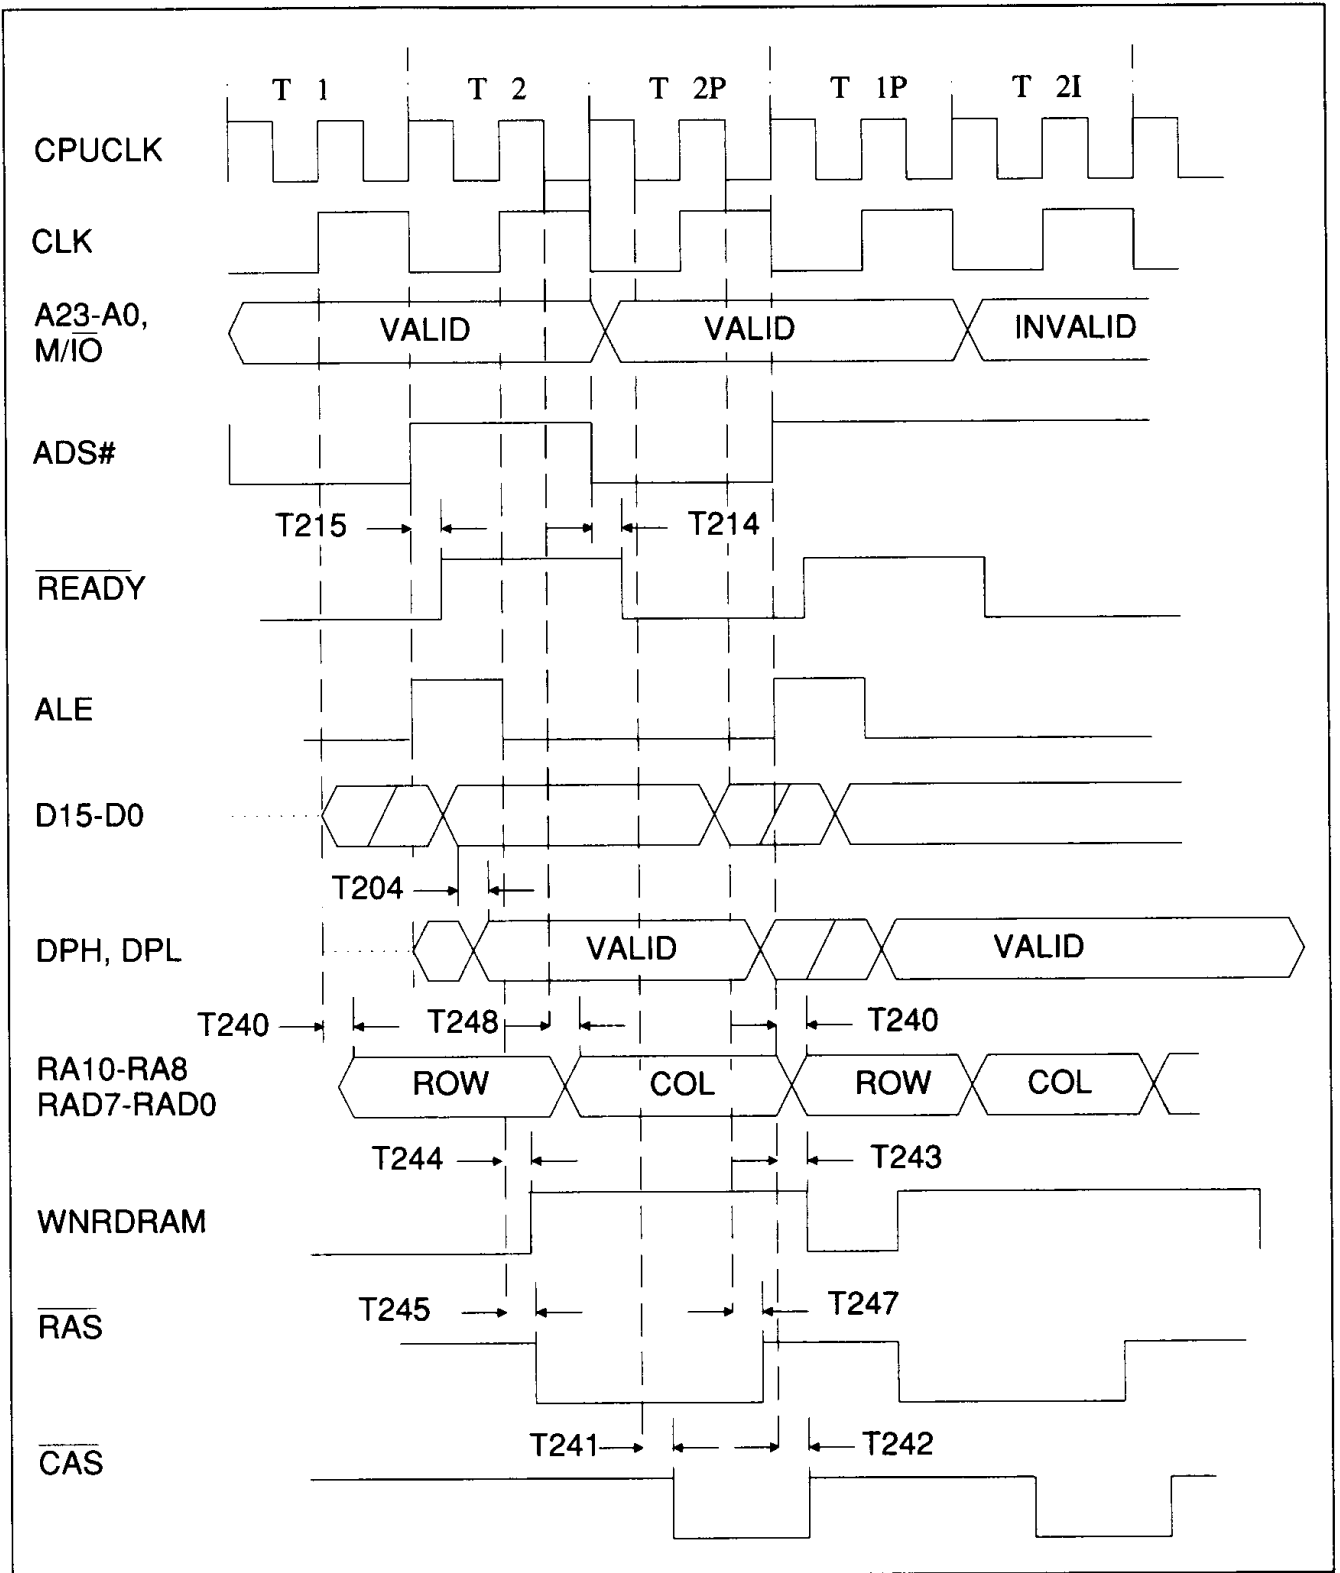 T 1 T 2 T 2P T 1P T 2I
CPUCLK
CLK
A23-A0,
M/IO
VALID VALID INVALID
ADS#
T215 T214
READY
ALE
D15-D0
T204
DPH, DPL VALID VALID
T240 T248 T240
RA10-RA8
RAD7-RAD0
ROW COL ROW COL
T244 T243
WNRDRAM
T245 T247
RAS
T241 T242
CAS